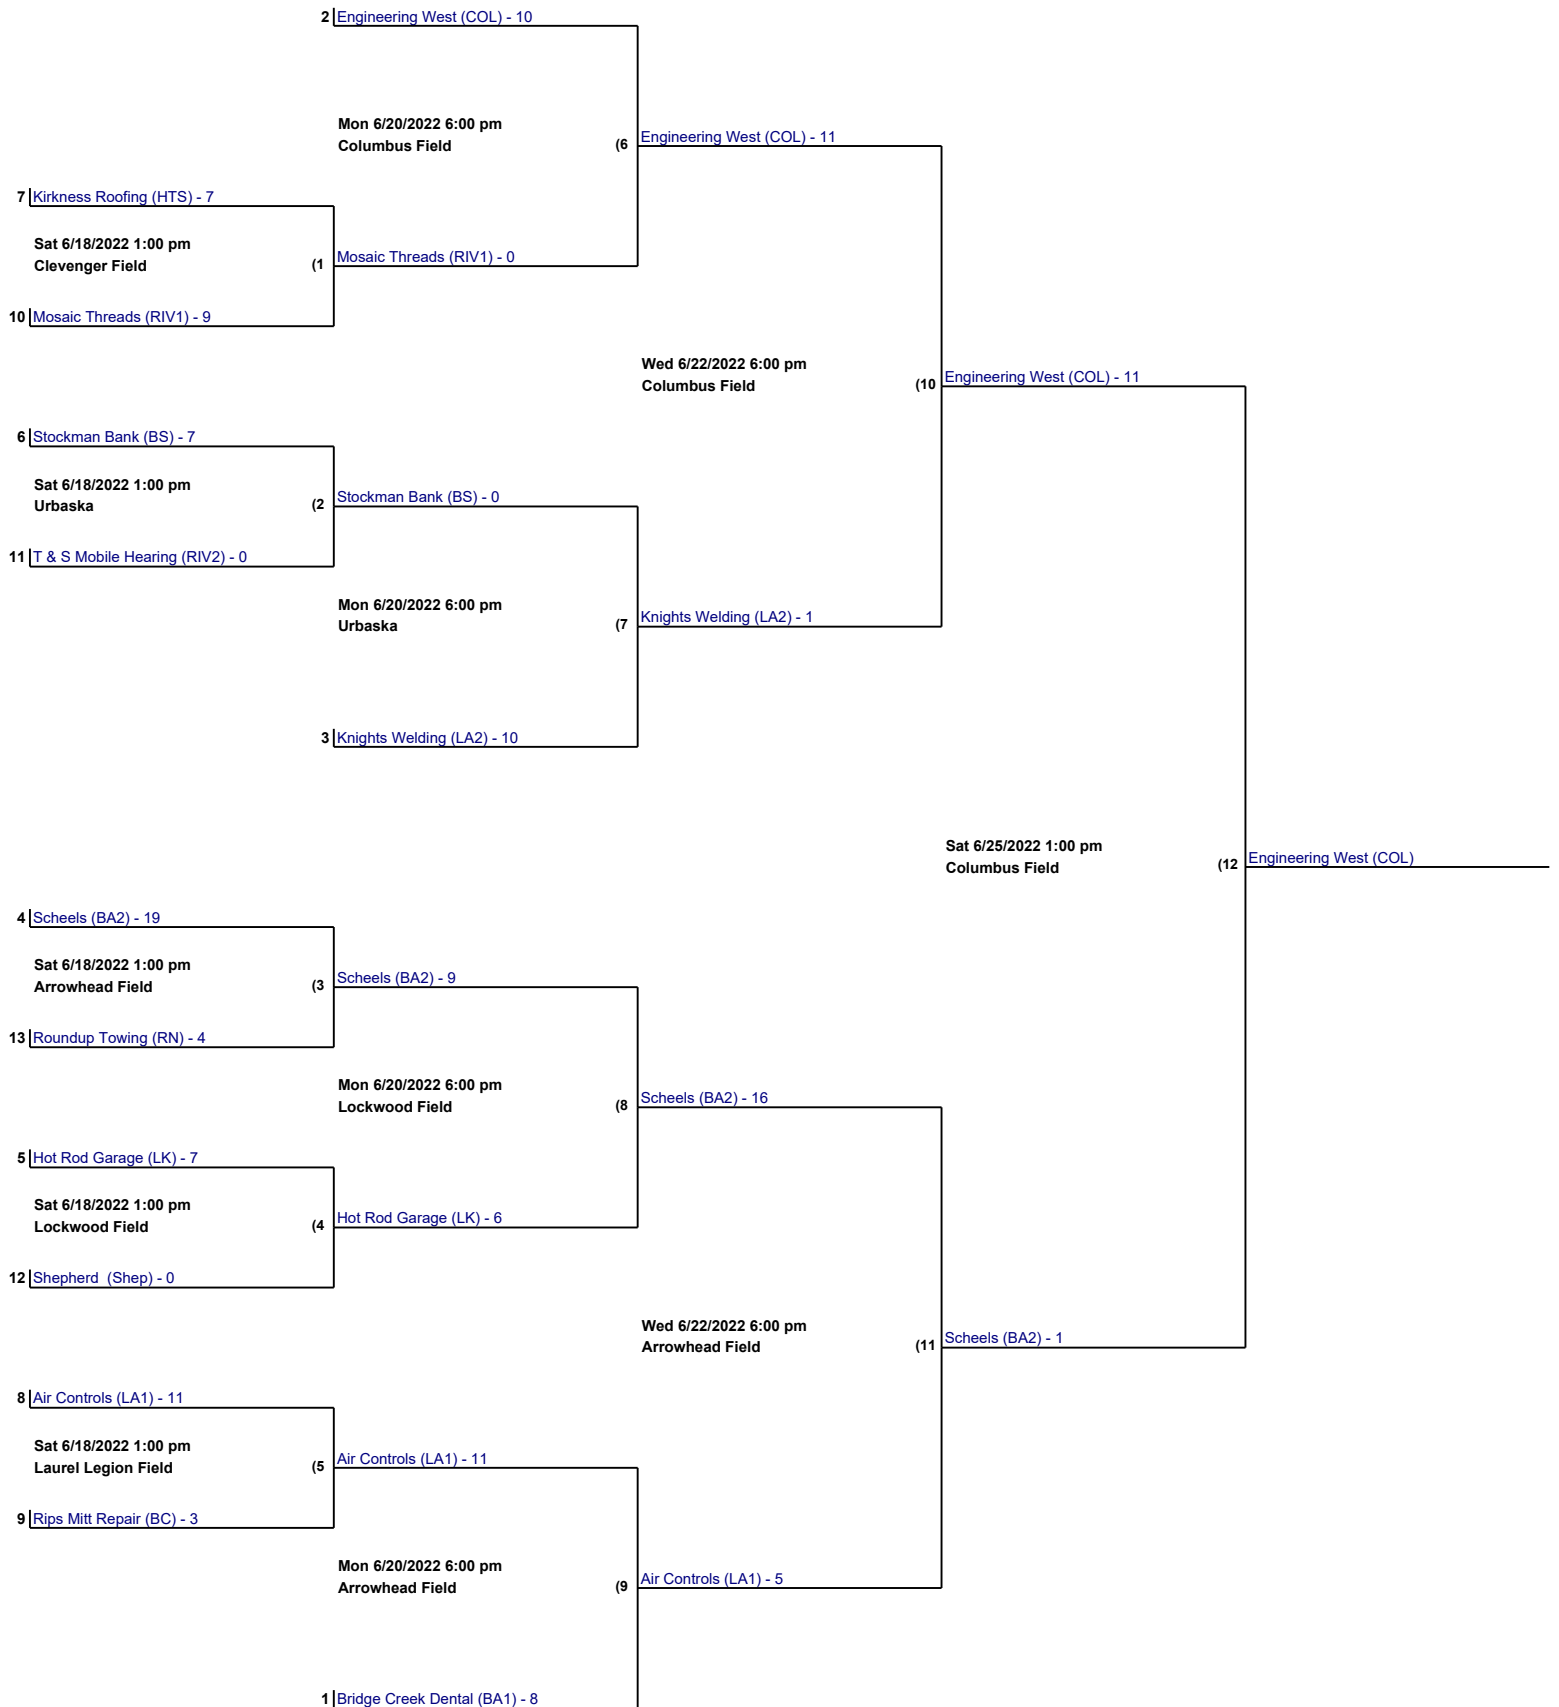 2 Engineering West (COL) - 10
Mon 6/20/2022 6:00 pm
Columbus Field
(6
Engineering West (COL) - 11
7 Kirkness Roofing (HTS) - 7
Sat 6/18/2022 1:00 pm
Clevenger Field
(1
Mosaic Threads (RIV1) - 0
10 Mosaic Threads (RIV1) - 9
Wed 6/22/2022 6:00 pm
Columbus Field
(10
Engineering West (COL) - 11
6 Stockman Bank (BS) - 7
Sat 6/18/2022 1:00 pm
Urbaska
(2
Stockman Bank (BS) - 0
11 T & S Mobile Hearing (RIV2) - 0
Mon 6/20/2022 6:00 pm
Urbaska
(7
Knights Welding (LA2) - 1
3 Knights Welding (LA2) - 10
Sat 6/25/2022 1:00 pm
Columbus Field
(12
Engineering West (COL)
4 Scheels (BA2) - 19
Sat 6/18/2022 1:00 pm
Arrowhead Field
(3
Scheels (BA2) - 9
13 Roundup Towing (RN) - 4
Mon 6/20/2022 6:00 pm
Lockwood Field
(8
Scheels (BA2) - 16
5 Hot Rod Garage (LK) - 7
Sat 6/18/2022 1:00 pm
Lockwood Field
(4
Hot Rod Garage (LK) - 6
12 Shepherd  (Shep) - 0
Wed 6/22/2022 6:00 pm
Arrowhead Field
(11
Scheels (BA2) - 1
8 Air Controls (LA1) - 11
Sat 6/18/2022 1:00 pm
Laurel Legion Field
(5
Air Controls (LA1) - 11
9 Rips Mitt Repair (BC) - 3
Mon 6/20/2022 6:00 pm
Arrowhead Field
(9
Air Controls (LA1) - 5
1 Bridge Creek Dental (BA1) - 8